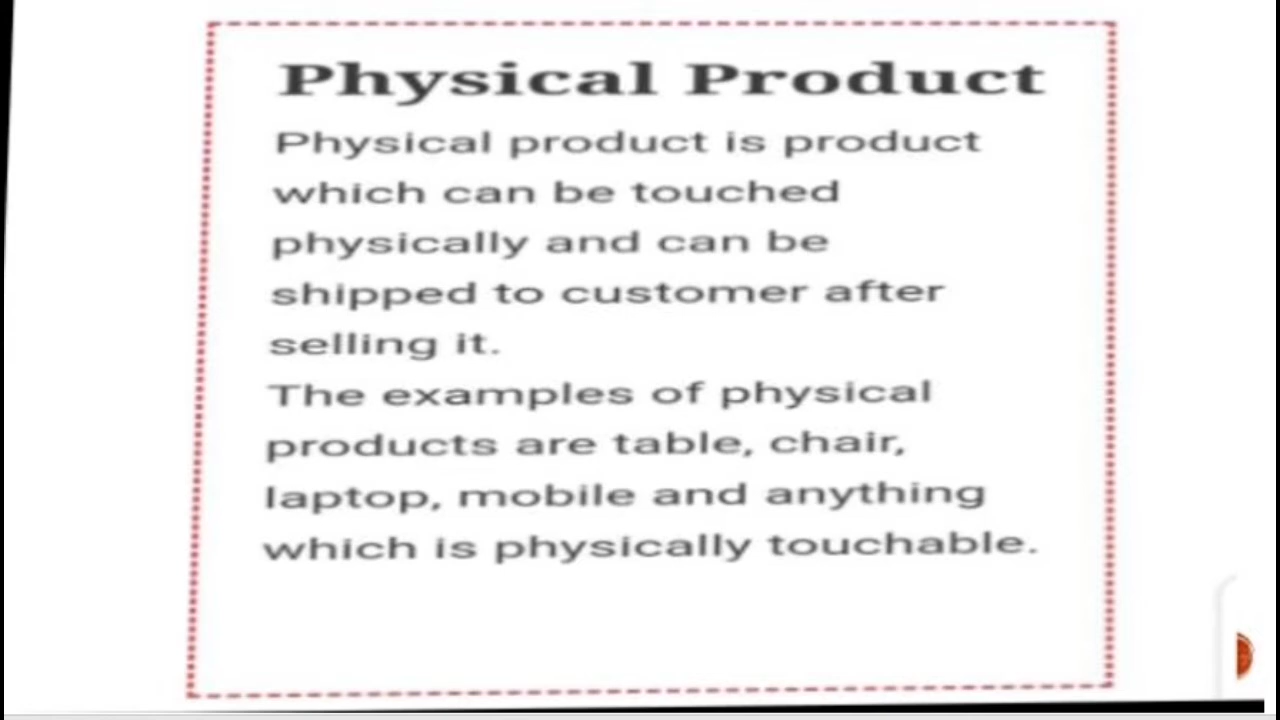 Physical Product
Physical product is product
which can be touched
physically and can be
shipped to customer after
selling it.
The examples of physical
products are table, chair,
laptop, mobile and anything
which is physically touchable.